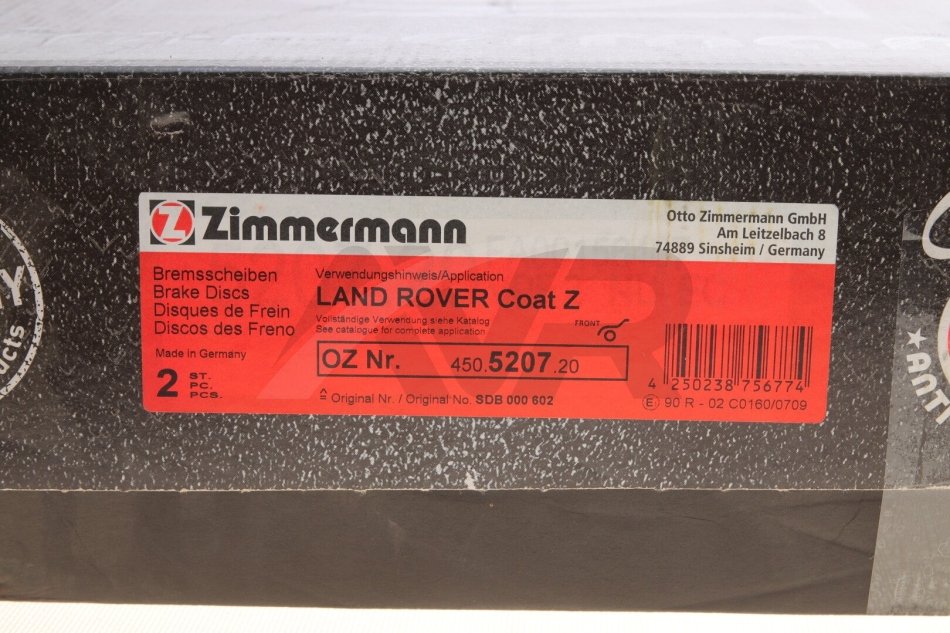 Z Zimmermann
Otto Zimmermann GmbH
Am Leitzelbach 8
74889 Sinsheim / Germany
Bremsscheiben
Brake Discs
Disques de Frein
Discos des Freno
Made in Germany
2 ST. PC. PCS.
Verwendungshinweis/Application
LAND ROVER Coat Z
Vollständige Verwendung siehe Katalog
See catalogue for complete application
FRONT
OZ Nr. 450.5207.20
≙ Original Nr. / Original No. SDB 000 602
4 250238 756774
E 90 R - 02 C0160/0709
AVR